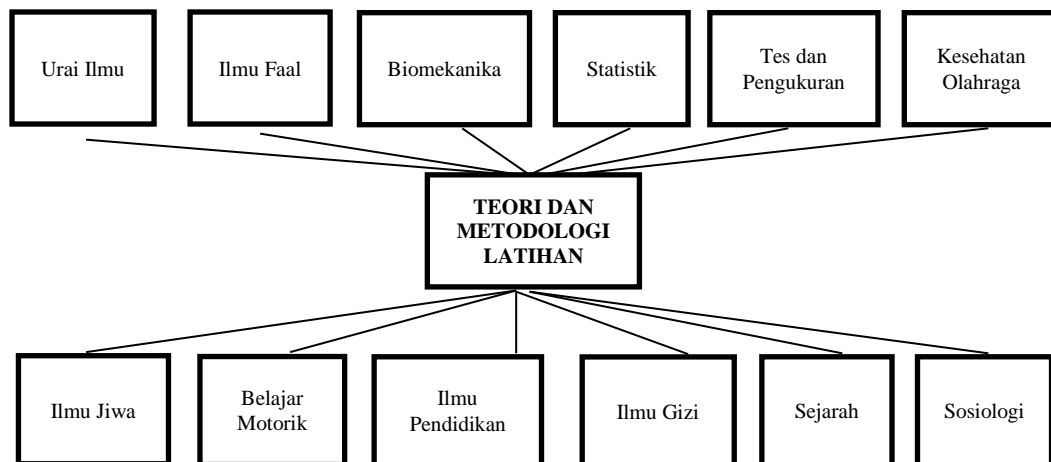 Urai Ilmu
Ilmu Faal
Biomekanika
Statistik
Tes dan
Pengukuran
Kesehatan
Olahraga
TEORI DAN
METODOLOGI
LATIHAN
Ilmu Jiwa
Belajar
Motorik
Ilmu
Pendidikan
Ilmu Gizi
Sejarah
Sosiologi